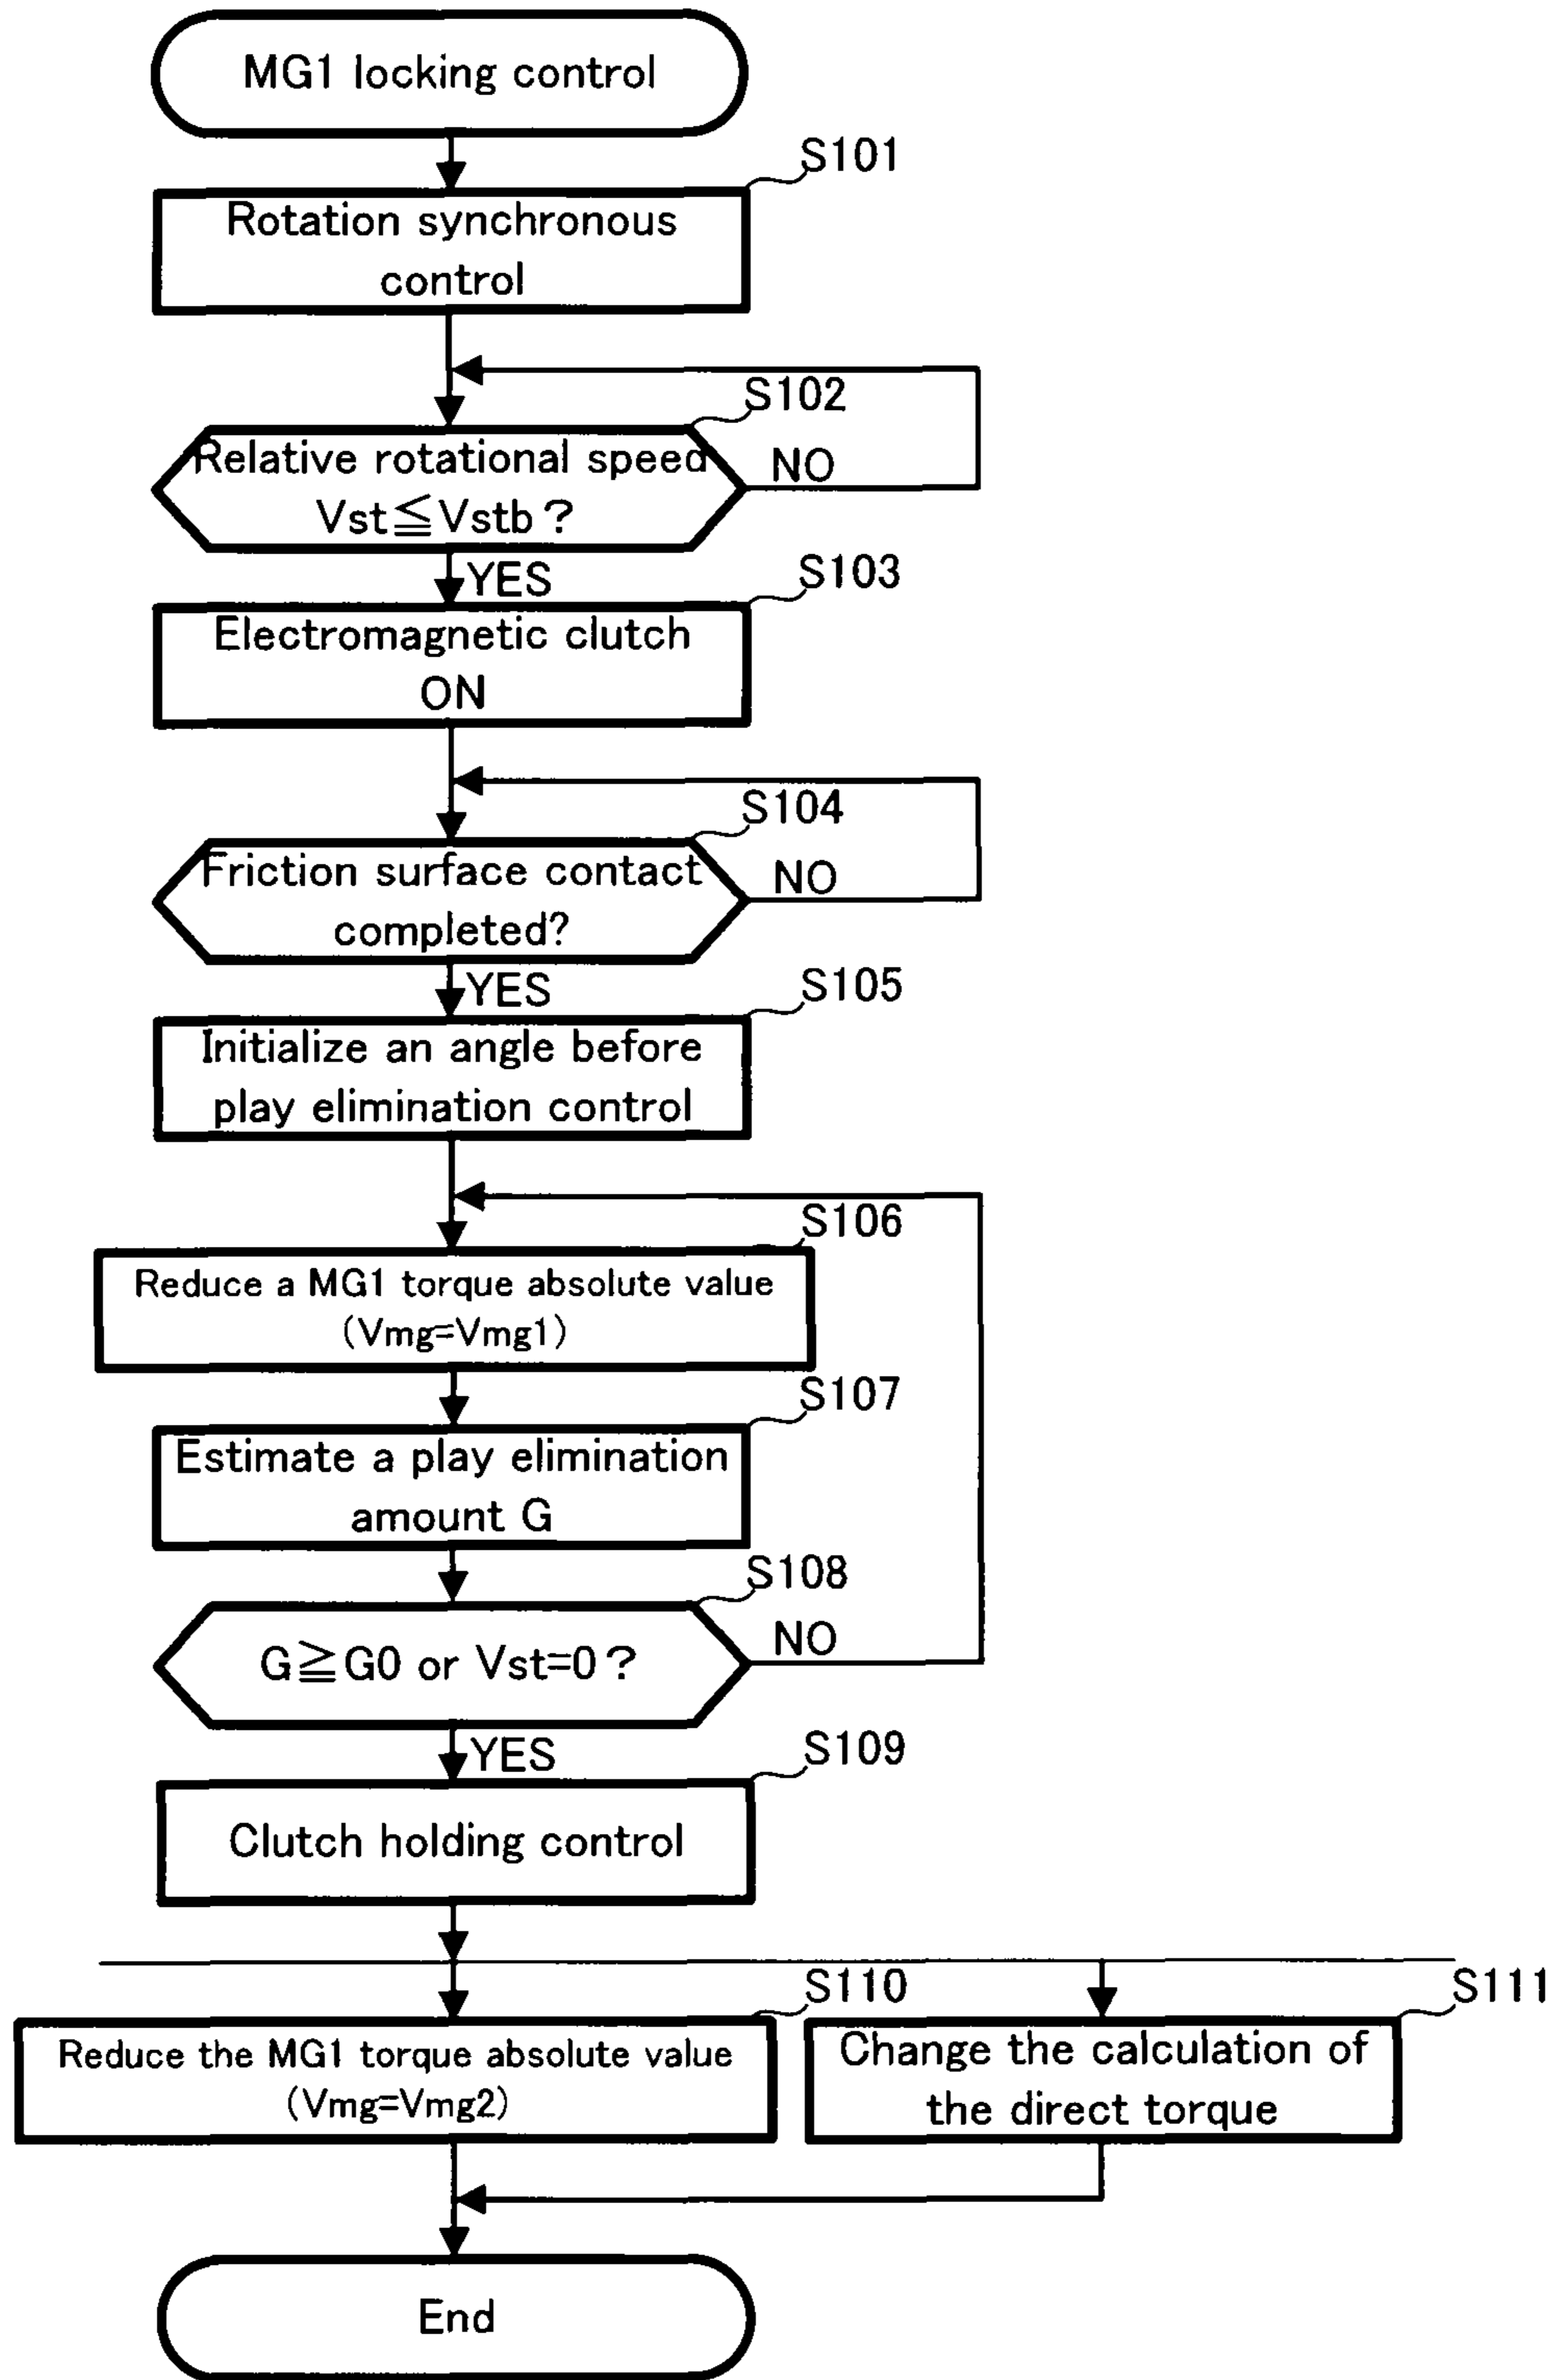 MG1 locking control
S101
Rotation synchronous
control
S102
Relative rotational speed
Vst≦Vstb?
NO
YES
S103
Electromagnetic clutch
ON
S104
Friction surface contact
completed?
NO
YES
S105
Initialize an angle before
play elimination control
S106
Reduce a MG1 torque absolute value
(Vmg=Vmg1)
S107
Estimate a play elimination
amount G
S108
G≧G0 or Vst=0?
NO
YES
S109
Clutch holding control
S110
Reduce the MG1 torque absolute value
(Vmg=Vmg2)
S111
Change the calculation of
the direct torque
End